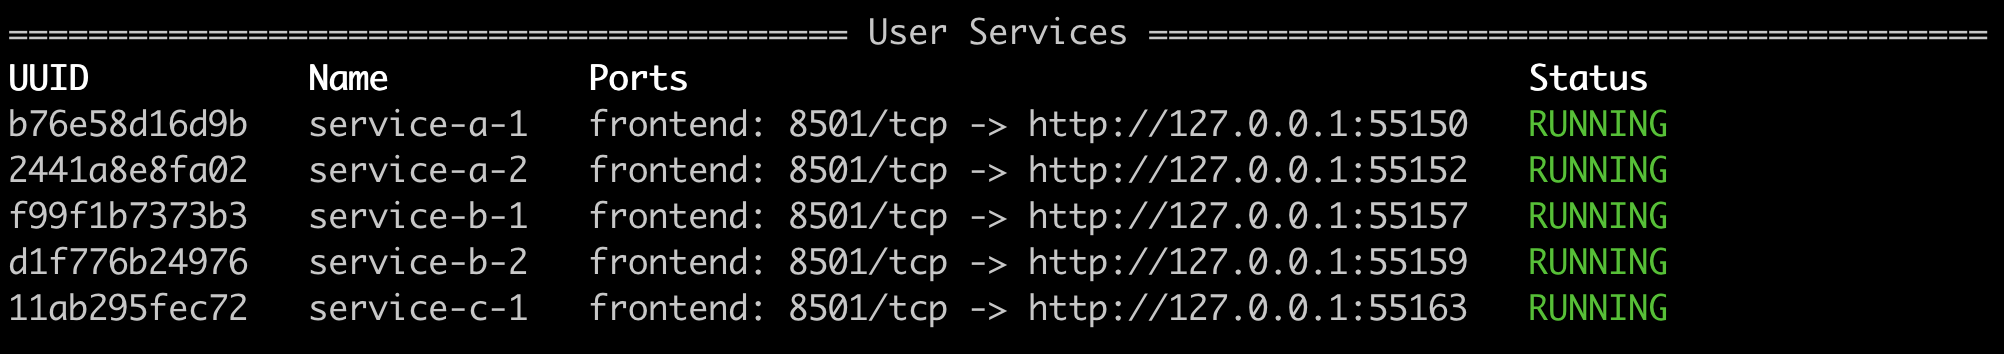 ========================================== User Services ==========================================
UUID Name Ports Status
b76e58d16d9b service-a-1 frontend: 8501/tcp -> http://127.0.0.1:55150 RUNNING
2441a8e8fa02 service-a-2 frontend: 8501/tcp -> http://127.0.0.1:55152 RUNNING
f99f1b7373b3 service-b-1 frontend: 8501/tcp -> http://127.0.0.1:55157 RUNNING
d1f776b24976 service-b-2 frontend: 8501/tcp -> http://127.0.0.1:55159 RUNNING
11ab295fec72 service-c-1 frontend: 8501/tcp -> http://127.0.0.1:55163 RUNNING